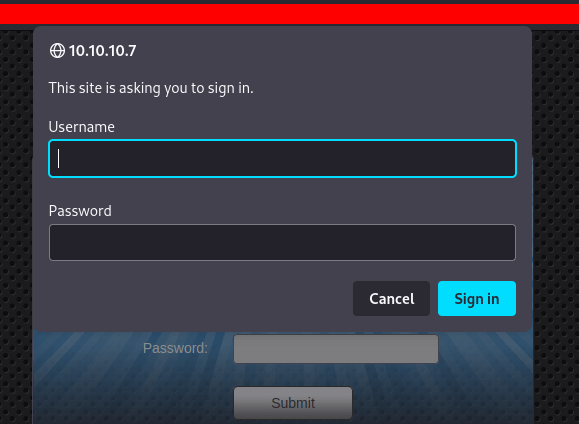 10.10.10.7
This site is asking you to sign in.
Username
Password
Cancel Sign in
Password:
Submit